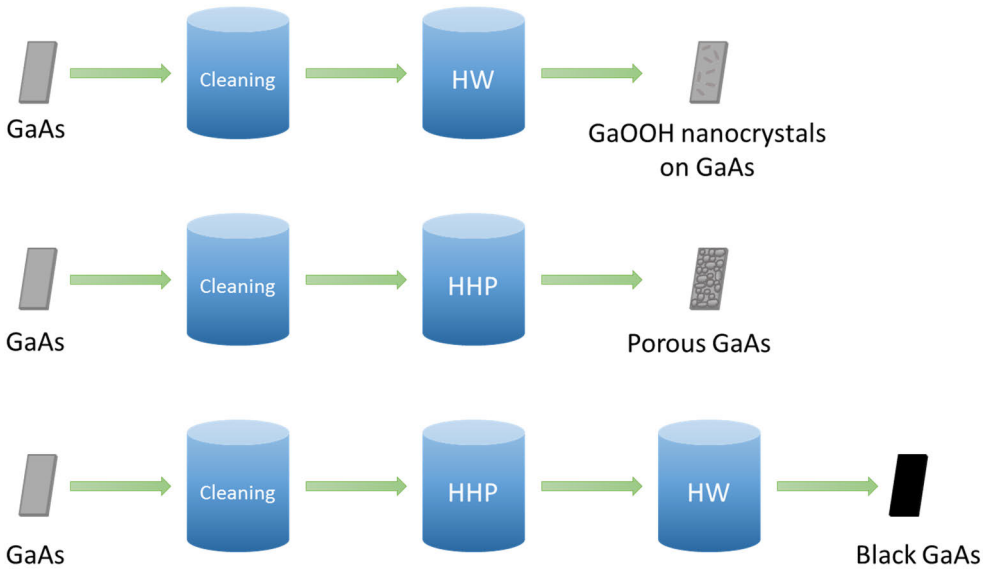 Cleaning
HW
GaAs
GaOOH nanocrystals
on GaAs
Cleaning
HHP
GaAs
Porous GaAs
Cleaning
HHP
HW
GaAs
Black GaAs